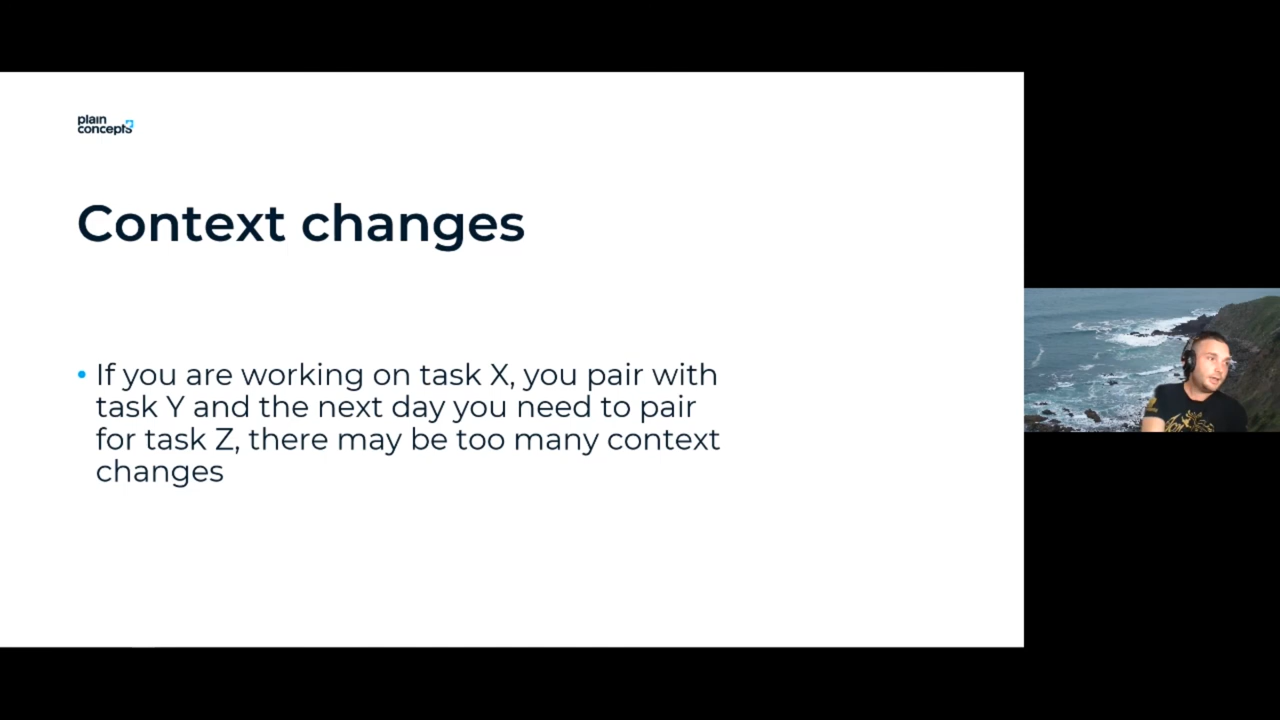 plain
concepts
Context changes
• If you are working on task X, you pair with
task Y and the next day you need to pair
for task Z, there may be too many context
changes